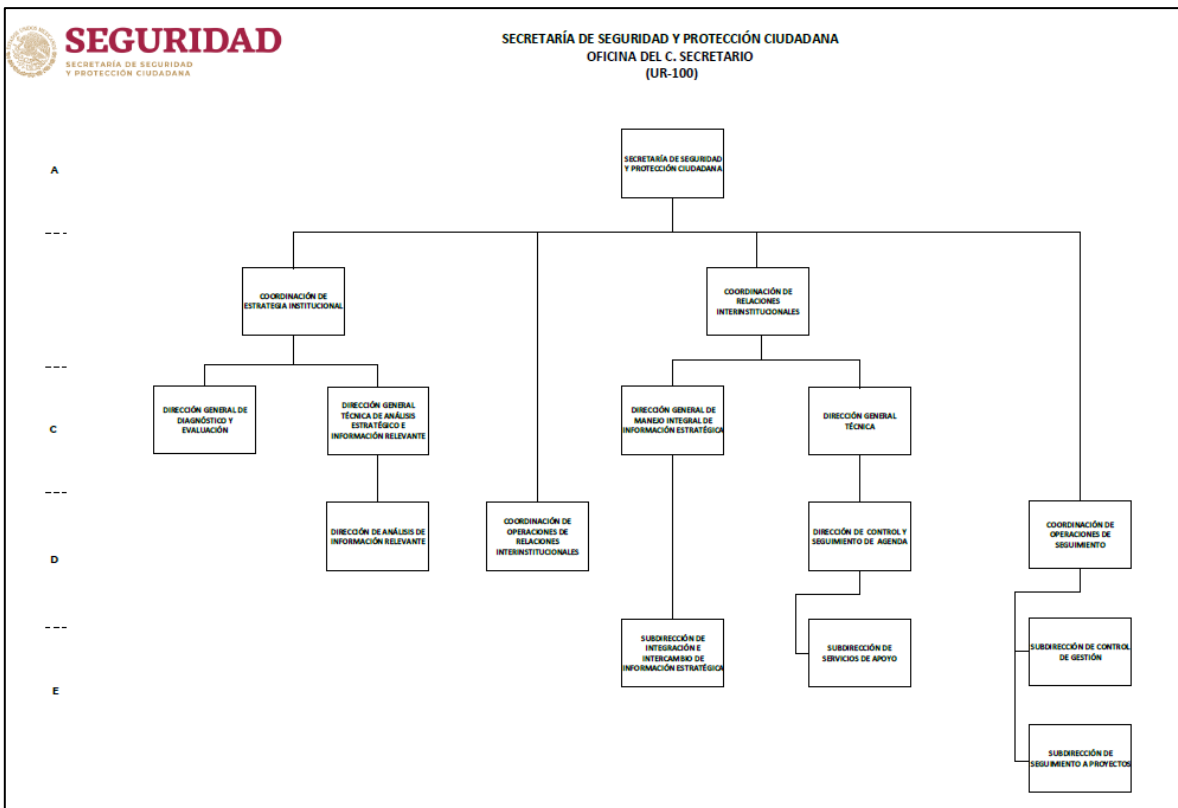 SEGURIDAD
SECRETARÍA DE SEGURIDAD
Y PROTECCIÓN CIUDADANA
SECRETARÍA DE SEGURIDAD Y PROTECCIÓN CIUDADANA
OFICINA DEL C. SECRETARIO
(UR-100)
A
SECRETARÍA DE SEGURIDAD
Y PROTECCIÓN CIUDADANA
COORDINACIÓN DE
ESTRATEGIA INSTITUCIONAL
COORDINACIÓN DE
RELACIONES
INTERINSTITUCIONALES
C
DIRECCIÓN GENERAL DE
DIAGNÓSTICO Y
EVALUACIÓN
DIRECCIÓN GENERAL
TÉCNICA DE ANÁLISIS
ESTRATÉGICO E
INFORMACIÓN RELEVANTE
DIRECCIÓN GENERAL DE
MANEJO INTEGRAL DE
INFORMACIÓN ESTRATÉGICA
DIRECCIÓN GENERAL
TÉCNICA
D
DIRECCIÓN DE ANÁLISIS DE
INFORMACIÓN RELEVANTE
COORDINACIÓN DE
OPERACIONES DE
RELACIONES
INTERINSTITUCIONALES
DIRECCIÓN DE CONTROL Y
SEGUIMIENTO DE AGENDA
COORDINACIÓN DE
OPERACIONES DE
SEGUIMIENTO
E
SUBDIRECCIÓN DE
INTEGRACIÓN E
INTERCAMBIO DE
INFORMACIÓN ESTRATÉGICA
SUBDIRECCIÓN DE
SERVICIOS DE APOYO
SUBDIRECCIÓN DE CONTROL
DE GESTIÓN
SUBDIRECCIÓN DE
SEGUIMIENTO A PROYECTOS